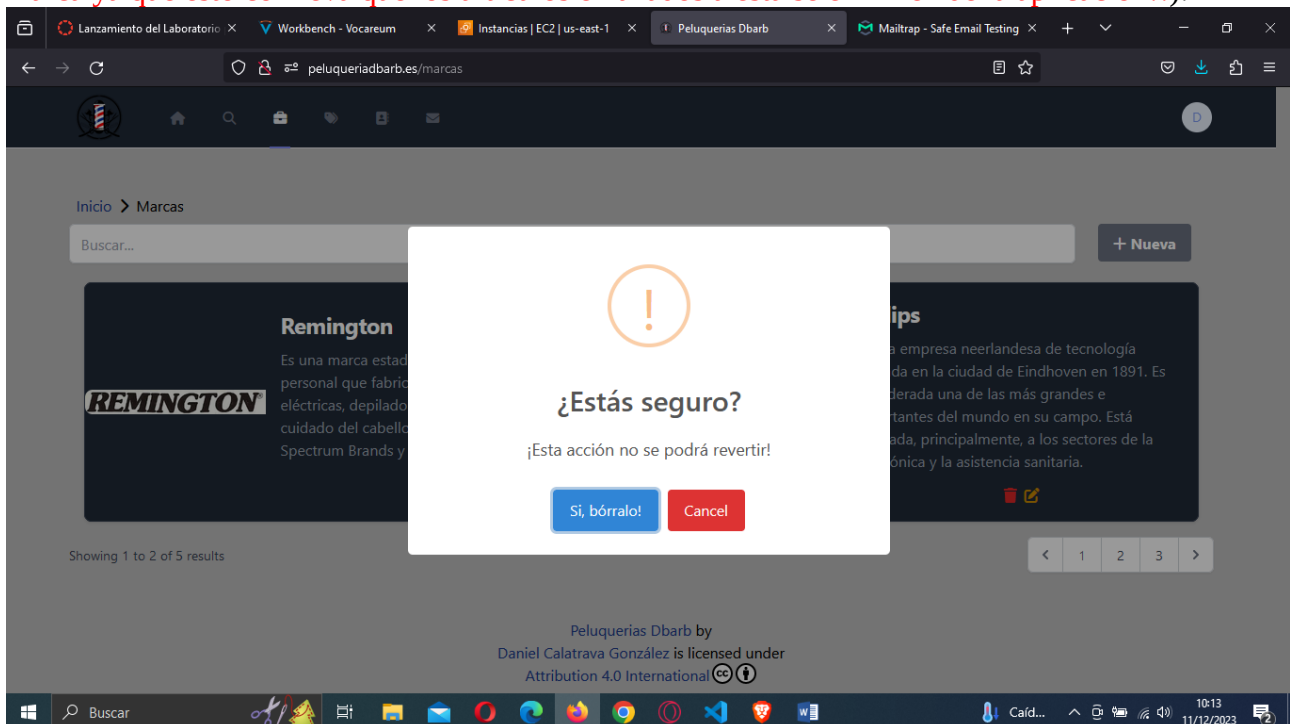 Lanzamiento del Laboratorio
Workbench - Vocareum
Instancias | EC2 | us-east-1
Peluquerias Dbarb
Mailtrap - Safe Email Testing
peluqueriadbarb.es/marcas
D
Inicio > Marcas
Buscar...
+ Nueva
REMINGTON®
Remington
Es una marca estad
personal que fabric
eléctricas, depilado
cuidado del cabello
Spectrum Brands y
¿Estás seguro?
¡Esta acción no se podrá revertir!
Si, bórralo!
Cancel
ips
a empresa neerlandesa de tecnología
da en la ciudad de Eindhoven en 1891. Es
derada una de las más grandes e
tantes del mundo en su campo. Está
ada, principalmente, a los sectores de la
ónica y la asistencia sanitaria.
Showing 1 to 2 of 5 results
< 1 2 3 >
Peluquerias Dbarb by
Daniel Calatrava González is licensed under
Attribution 4.0 International
Buscar
Caíd...
10:13
11/12/2023
2